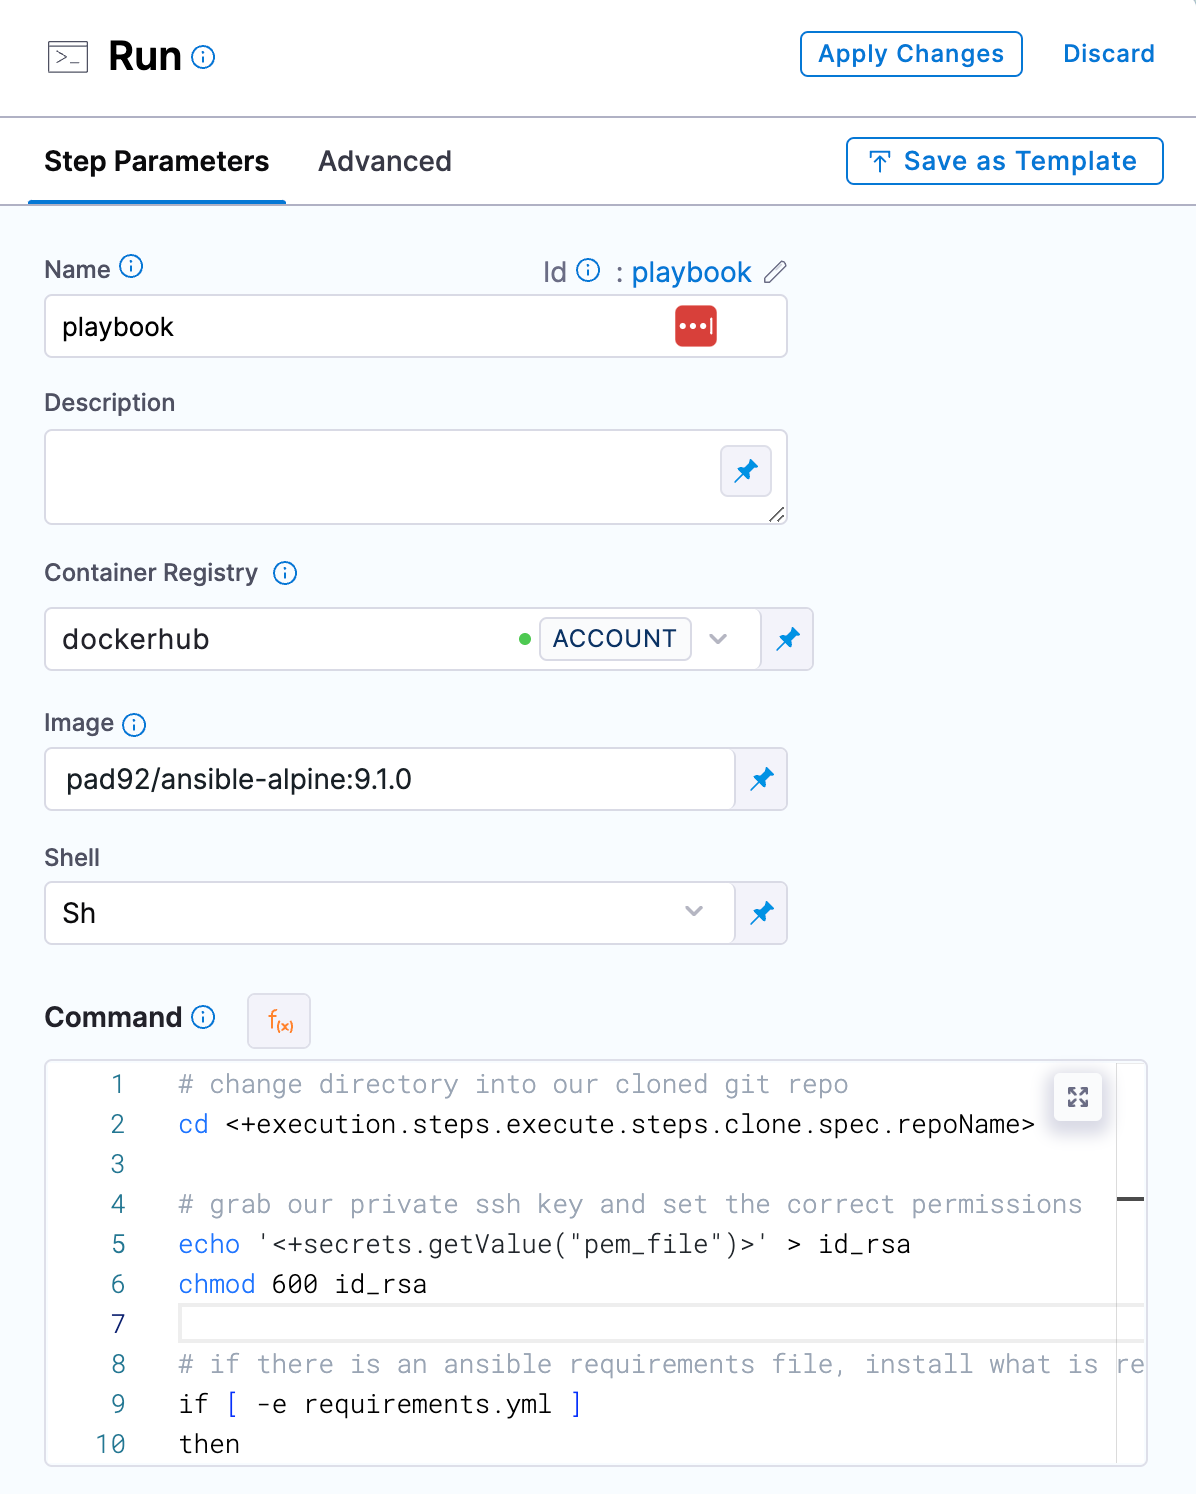 Run
Apply Changes
Discard
Step Parameters
Advanced
Save as Template
Name
Id : playbook
playbook
Description
Container Registry
dockerhub
ACCOUNT
Image
pad92/ansible-alpine:9.1.0
Shell
Sh
Command
f(x)
1 # change directory into our cloned git repo
2 cd <+execution.steps.execute.steps.clone.spec.repoName>
3
4 # grab our private ssh key and set the correct permissions
5 echo '<+secrets.getValue("pem_file")>' > id_rsa
6 chmod 600 id_rsa
7
8 # if there is an ansible requirements file, install what is re
9 if [ -e requirements.yml ]
10 then